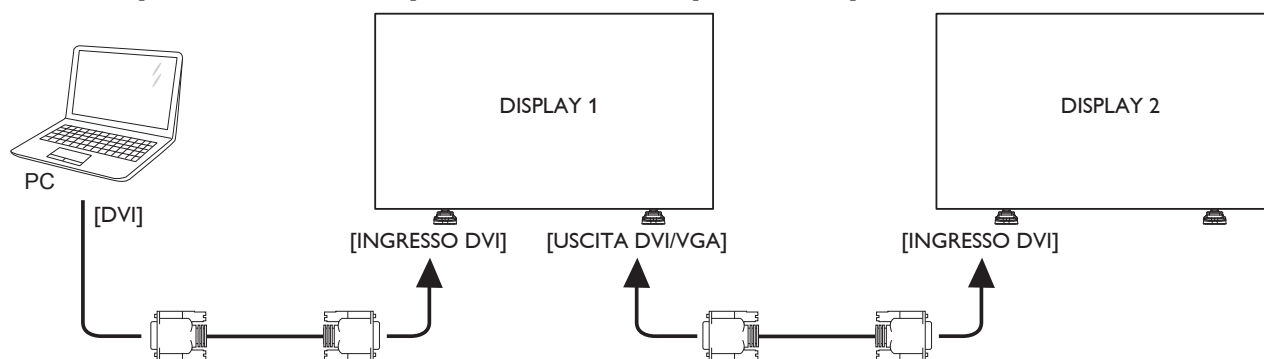 DISPLAY 1
DISPLAY 2
PC
[DVI]
[INGRESSO DVI]
[USCITA DVI/VGA]
[INGRESSO DVI]